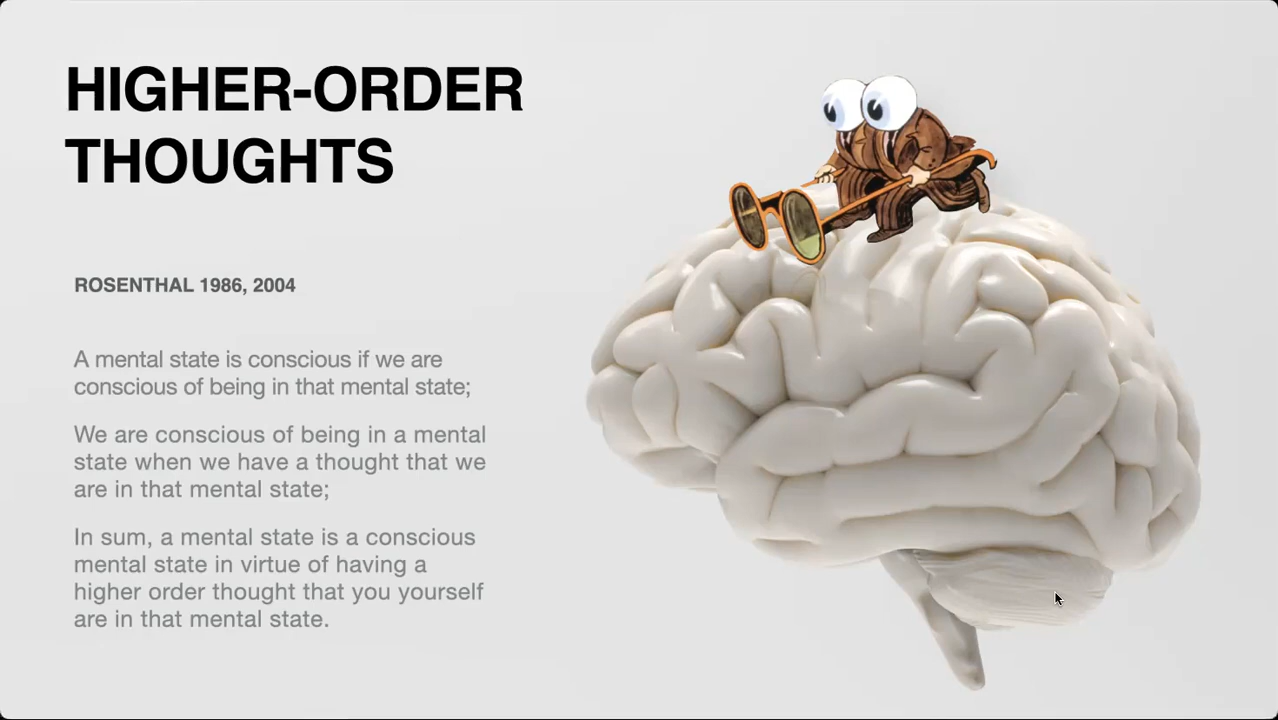 HIGHER-ORDER
THOUGHTS
ROSENTHAL 1986, 2004
A mental state is conscious if we are
conscious of being in that mental state;
We are conscious of being in a mental
state when we have a thought that we
are in that mental state;
In sum, a mental state is a conscious
mental state in virtue of having a
higher order thought that you yourself
are in that mental state.